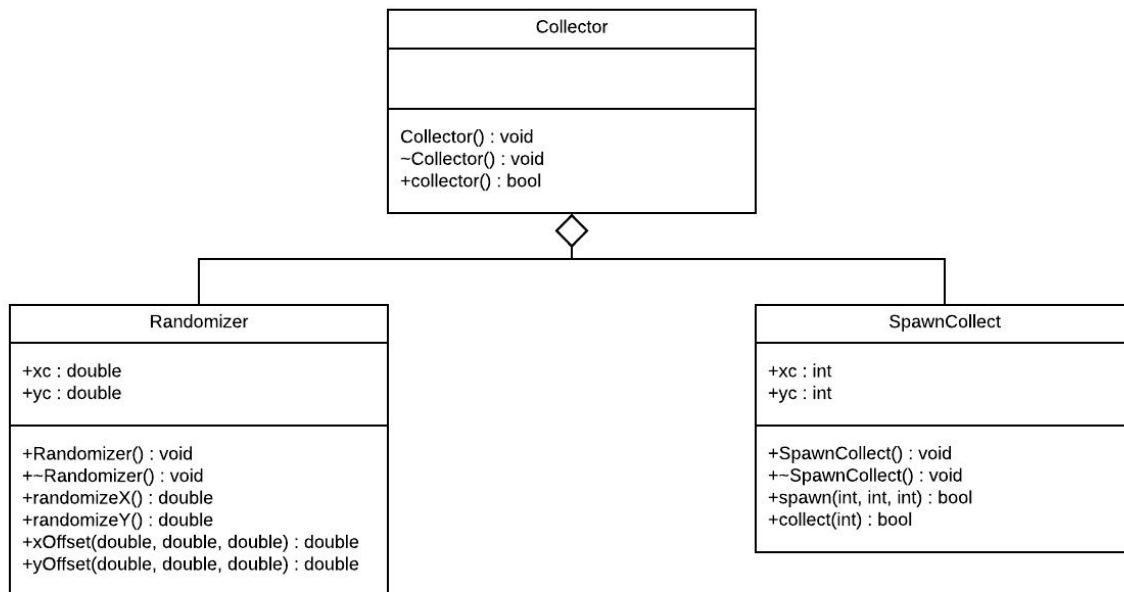 Collector
Collector() : void
~Collector() : void
+collector() : bool
Randomizer
+xc : double
+yc : double
+Randomizer() : void
+~Randomizer() : void
+randomizeX() : double
+randomizeY() : double
+xOffset(double, double, double) : double
+yOffset(double, double, double) : double
SpawnCollect
+xc : int
+yc : int
+SpawnCollect() : void
+~SpawnCollect() : void
+spawn(int, int, int) : bool
+collect(int) : bool